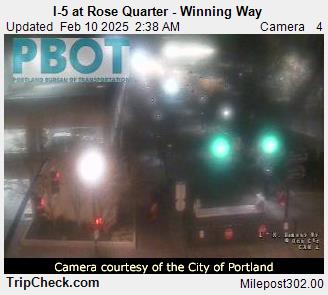 I-5 at Rose Quarter - Winning Way
Updated Feb 10 2025 2:38 AM Camera 4
PBOT
PORTLAND BUREAU OF TRANSPORTATION
Camera courtesy of the City of Portland
TripCheck.com Milepost302.00